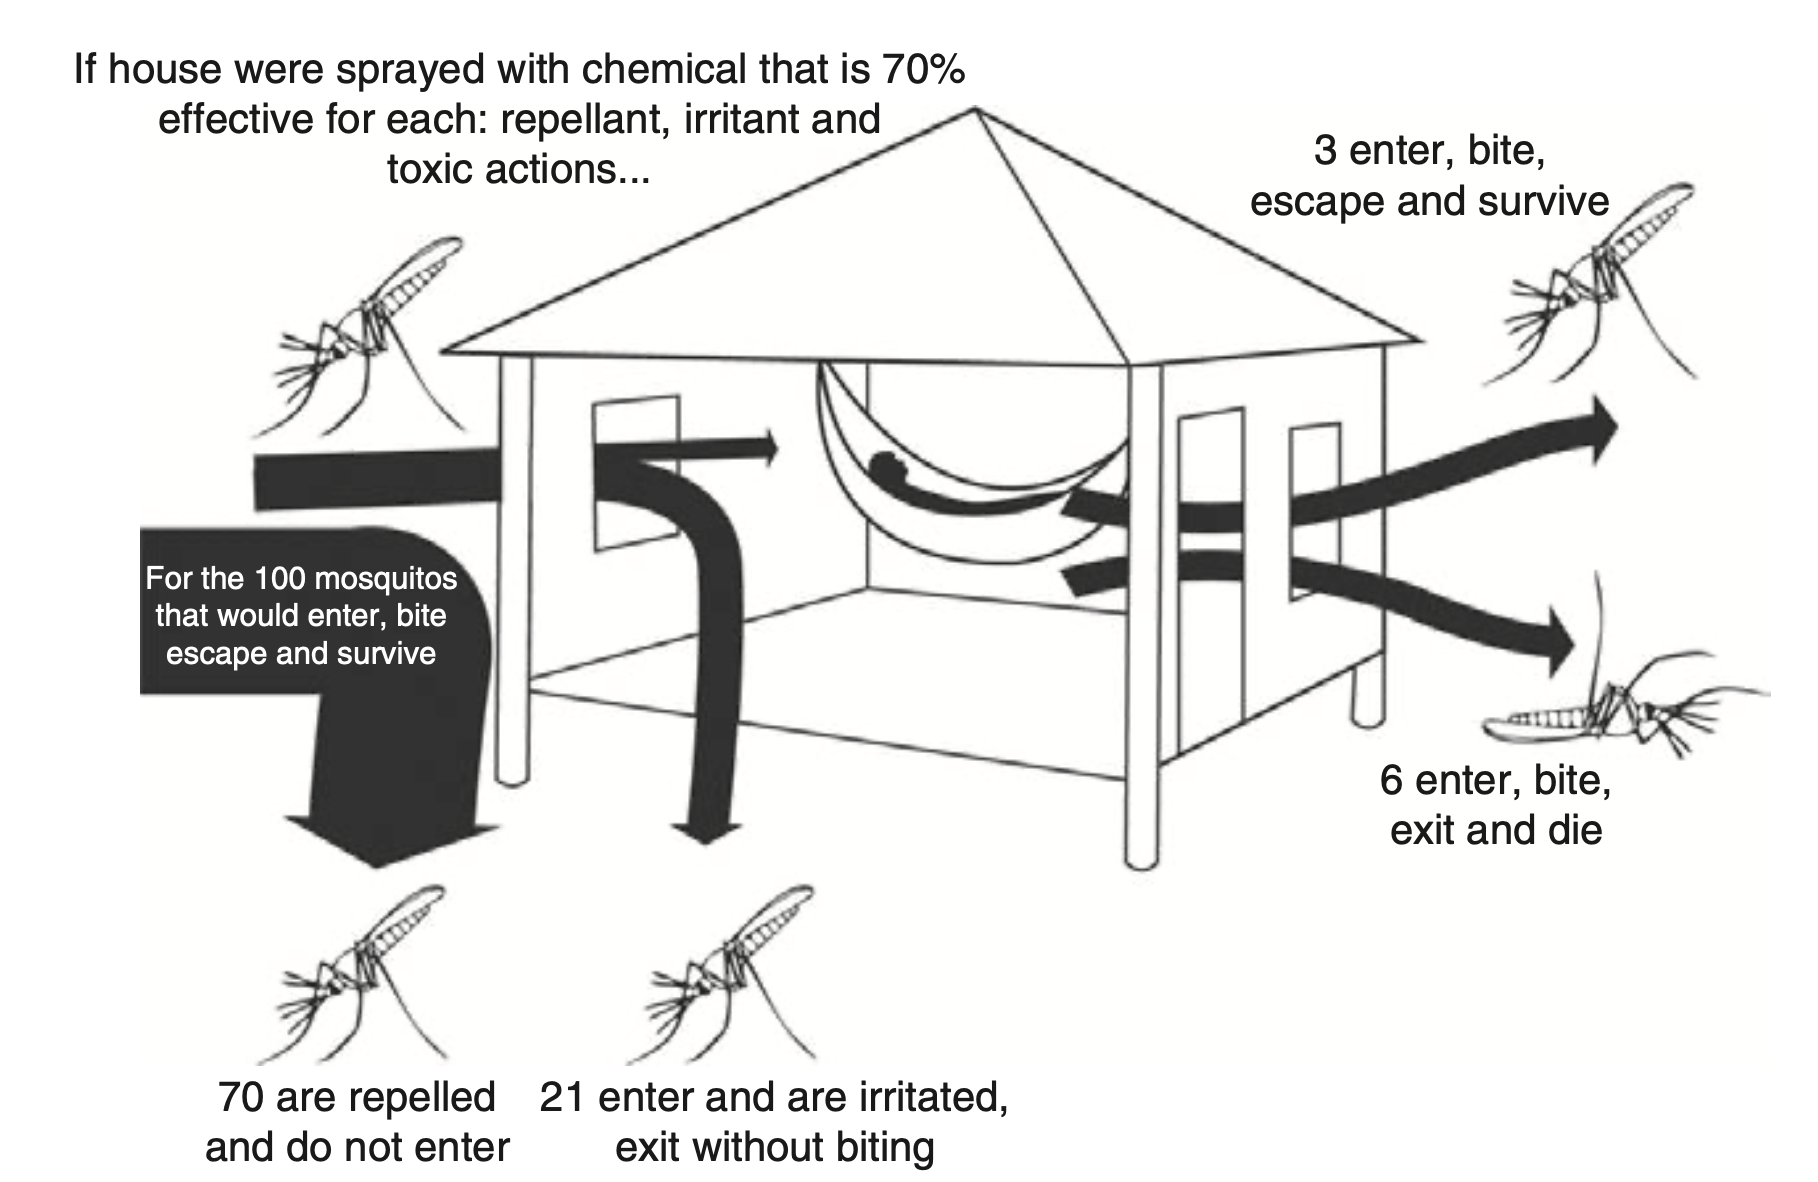 If house were sprayed with chemical that is 70%
effective for each: repellant, irritant and
toxic actions...
3 enter, bite,
escape and survive
For the 100 mosquitos
that would enter, bite
escape and survive
6 enter, bite,
exit and die
70 are repelled
and do not enter
21 enter and are irritated,
exit without biting